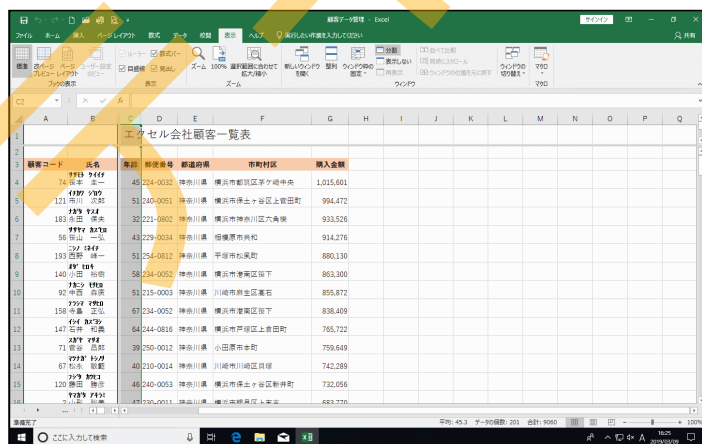 顧客データ管理 - Excel
サインイン
ファイル ホーム 挿入 ページレイアウト 数式 データ 校閲 表示 ヘルプ 実行したい作業を入力してください 共有
標準 改ページプレビュー ページレイアウト ユーザー設定のビュー
ルーラー 数式バー
目盛線 見出し
ズーム 100% 選択範囲に合わせて拡大/縮小
新しいウィンドウを開く 整列 ウィンドウ枠の固定
分割
表示しない
再表示
並べて比較
同時にスクロール
ウィンドウの位置を元に戻す
ウィンドウの切り替え
マクロ
ブックの表示 表示 ズーム ウィンドウ マクロ
C2 fx
A B C D E F G H I J K L M N O P Q
1 エクセル会社顧客一覧表
2
3 顧客コード 氏名 年齢 郵便番号 都道府県 市町村区 購入金額
4 74 笹本 圭一 45 224-0032 神奈川県 横浜市都筑区茅ケ崎中央 1,015,601
5 121 市川 次郎 51 240-0051 神奈川県 横浜市保土ヶ谷区上菅田町 994,472
6 183 永田 保夫 32 221-0802 神奈川県 横浜市神奈川区六角橋 933,526
7 56 笹山 一弘 43 229-0034 神奈川県 相模原市共和 914,276
8 193 西野 峰一 51 254-0812 神奈川県 平塚市松風町 880,130
9 140 小田 裕樹 58 234-0052 神奈川県 横浜市港南区笹下 863,300
10 92 中西 森廣 51 215-0003 神奈川県 川崎市麻生区高石 855,872
11 158 寺島 正弘 67 234-0052 神奈川県 横浜市港南区笹下 838,409
12 147 石井 和義 64 244-0816 神奈川県 横浜市戸塚区上倉田町 765,722
13 71 菅谷 昌郎 39 250-0012 神奈川県 小田原市本町 759,649
14 67 松永 敏範 40 210-0014 神奈川県 川崎市川崎区貝塚 742,289
15 120 藤田 勝彦 46 240-0053 神奈川県 横浜市保土ヶ谷区新井町 732,056
準備完了 平均: 45.3 データの個数: 201 合計: 9060 100%
ここに入力して検索
A 16:25
2019/03/09